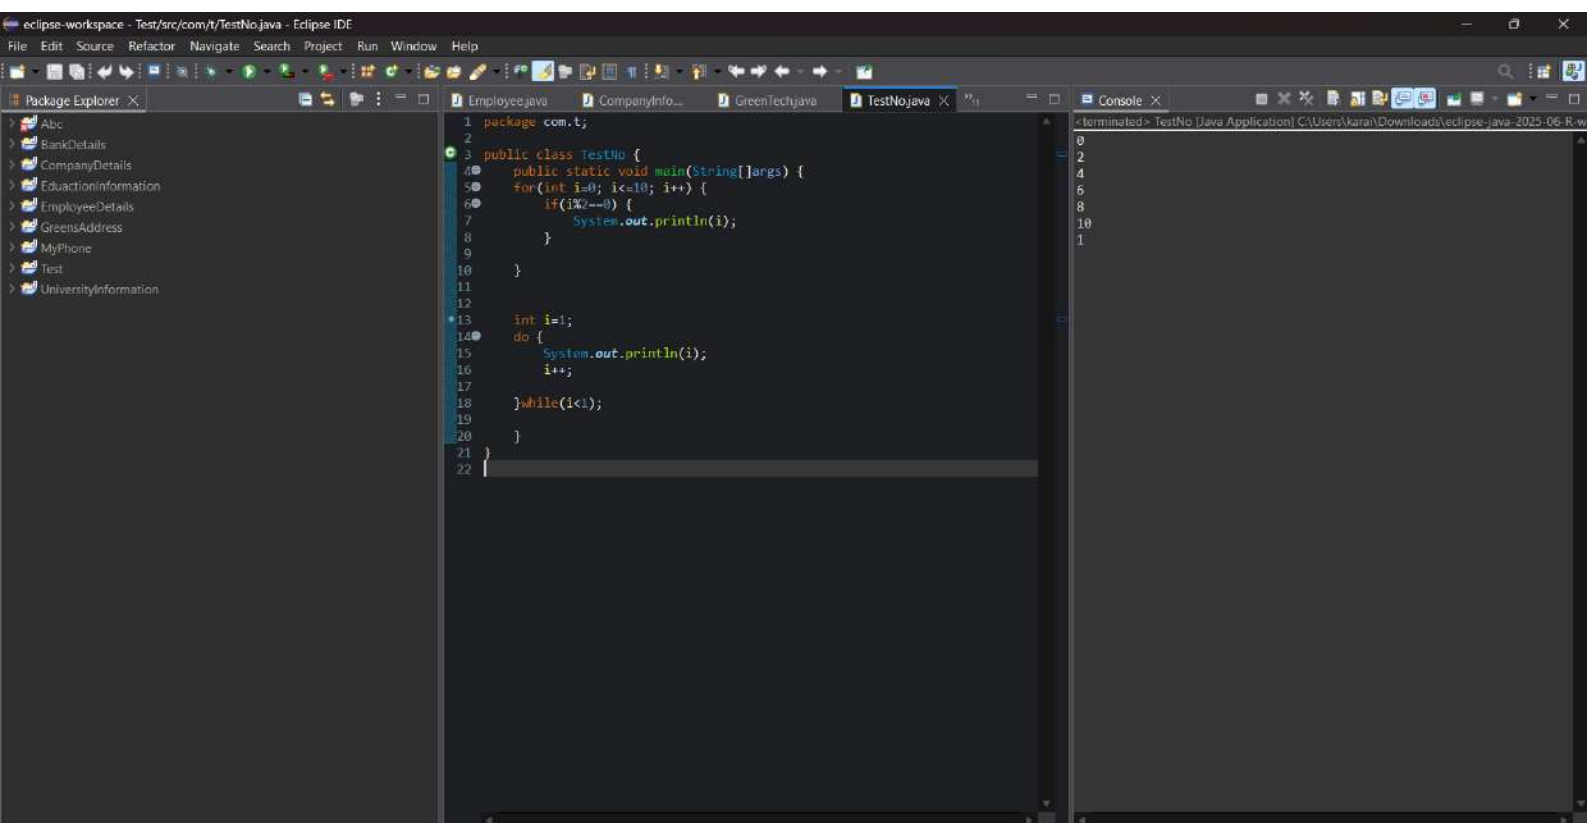 eclipse-workspace - Test/src/com/t/TestNo.java - Eclipse IDE
File Edit Source Refactor Navigate Search Project Run Window Help
Package Explorer
Abc
BankDetails
CompanyDetails
EduactionInformation
EmployeeDetails
GreensAddress
MyPhone
Test
UniversityInformation
Employee.java CompanyInfo... GreenTech.java TestNo.java "11
1 package com.t;
2
3 public class TestNo {
4 public static void main(String[]args) {
5 for(int i=0; i<=10; i++) {
6 if(i%2==0) {
7 System.out.println(i);
8 }
9
10 }
11
12
13 int i=1;
14 do {
15 System.out.println(i);
16 i++;
17
18 }while(i<1);
19
20 }
21 }
22
Console
<terminated> TestNo [Java Application] C:\Users\karai\Downloads\eclipse-java-2025-06-R-w
0
2
4
6
8
10
1